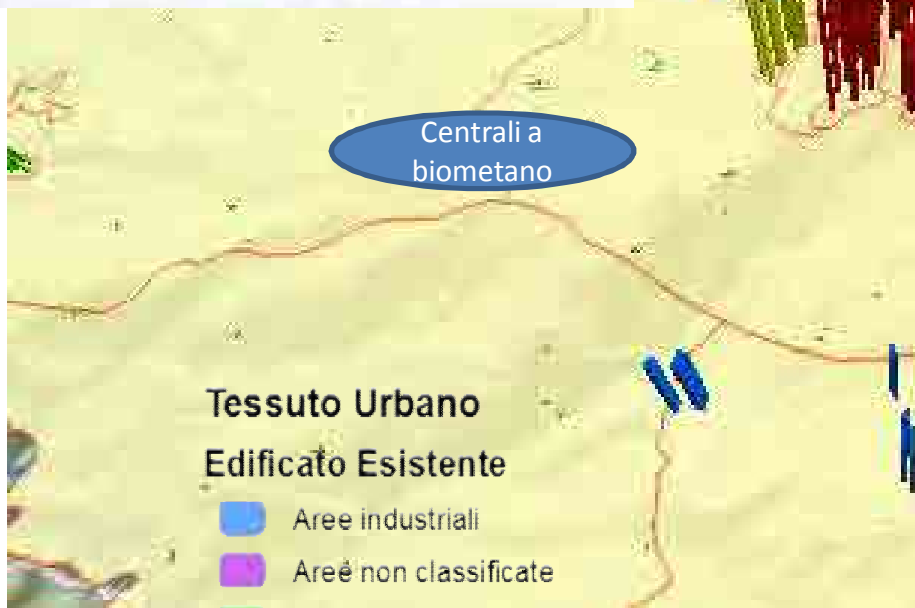 Centrali a
biometano
Tessuto Urbano
Edificato Esistente
Aree industriali
Aree non classificate